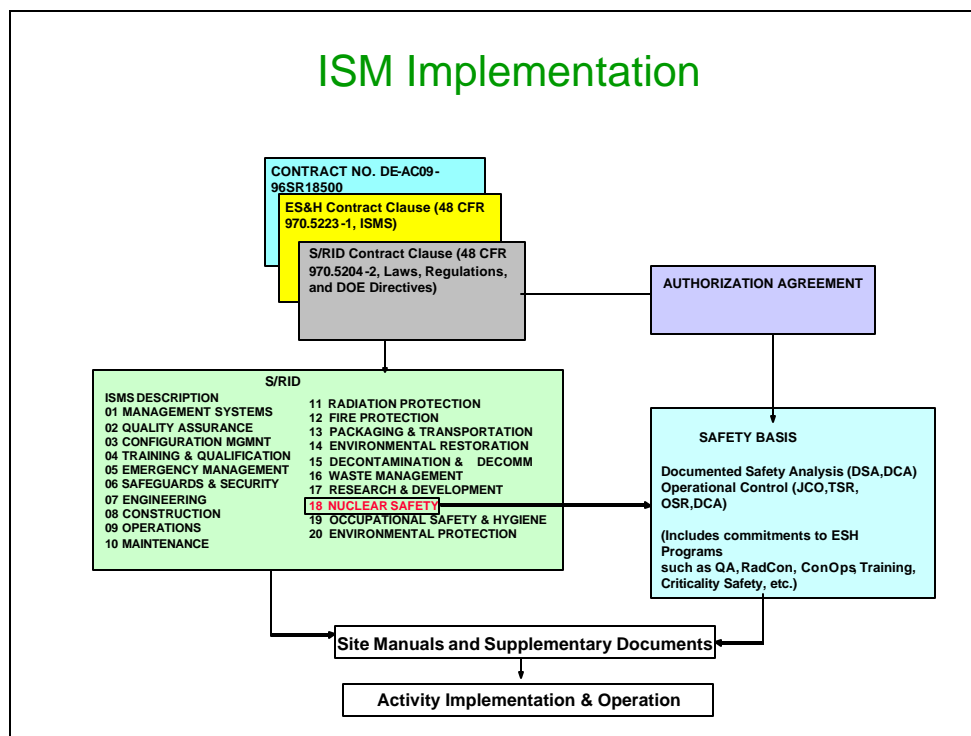 ISM Implementation
CONTRACT NO. DE-AC09-
96SR18500
ES&H Contract Clause (48 CFR
970.5223-1, ISMS)
S/RID Contract Clause (48 CFR
970.5204-2, Laws, Regulations,
and DOE Directives)
AUTHORIZATION AGREEMENT
S/RID
ISMS DESCRIPTION
01 MANAGEMENT SYSTEMS
02 QUALITY ASSURANCE
03 CONFIGURATION MGMNT
04 TRAINING & QUALIFICATION
05 EMERGENCY MANAGEMENT
06 SAFEGUARDS & SECURITY
07 ENGINEERING
08 CONSTRUCTION
09 OPERATIONS
10 MAINTENANCE
11 RADIATION PROTECTION
12 FIRE PROTECTION
13 PACKAGING & TRANSPORTATION
14 ENVIRONMENTAL RESTORATION
15 DECONTAMINATION & DECOMM
16 WASTE MANAGEMENT
17 RESEARCH & DEVELOPMENT
18 NUCLEAR SAFETY
19 OCCUPATIONAL SAFETY & HYGIENE
20 ENVIRONMENTAL PROTECTION
SAFETY BASIS
Documented Safety Analysis (DSA,DCA)
Operational Control (JCO,TSR,
OSR,DCA)
(Includes commitments to ESH
Programs
such as QA, RadCon, ConOps, Training,
Criticality Safety, etc.)
Site Manuals and Supplementary Documents
Activity Implementation & Operation